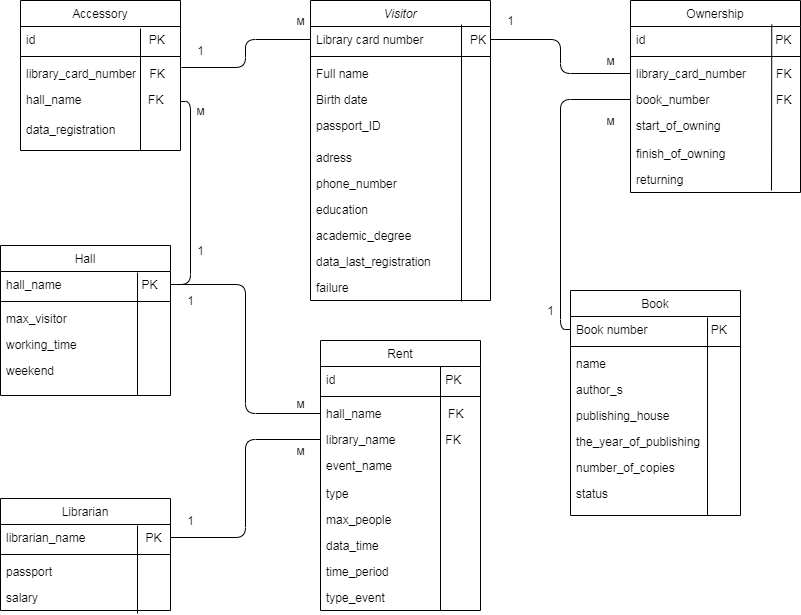 Accessory
id PK
library_card_number FK
hall_name FK
data_registration
1
M
Visitor
Library card number PK
Full name
Birth date
passport_ID
adress
phone_number
education
academic_degree
data_last_registration
failure
1
M
Ownership
id PK
library_card_number FK
book_number FK
start_of_owning
finish_of_owning
returning
M
M
1
Hall
hall_name PK
max_visitor
working_time
weekend
1
1
Book
Book number PK
name
author_s
publishing_house
the_year_of_publishing
number_of_copies
status
Rent
id PK
hall_name FK
library_name FK
event_name
type
max_people
data_time
time_period
type_event
M
M
Librarian
librarian_name PK
passport
salary
1